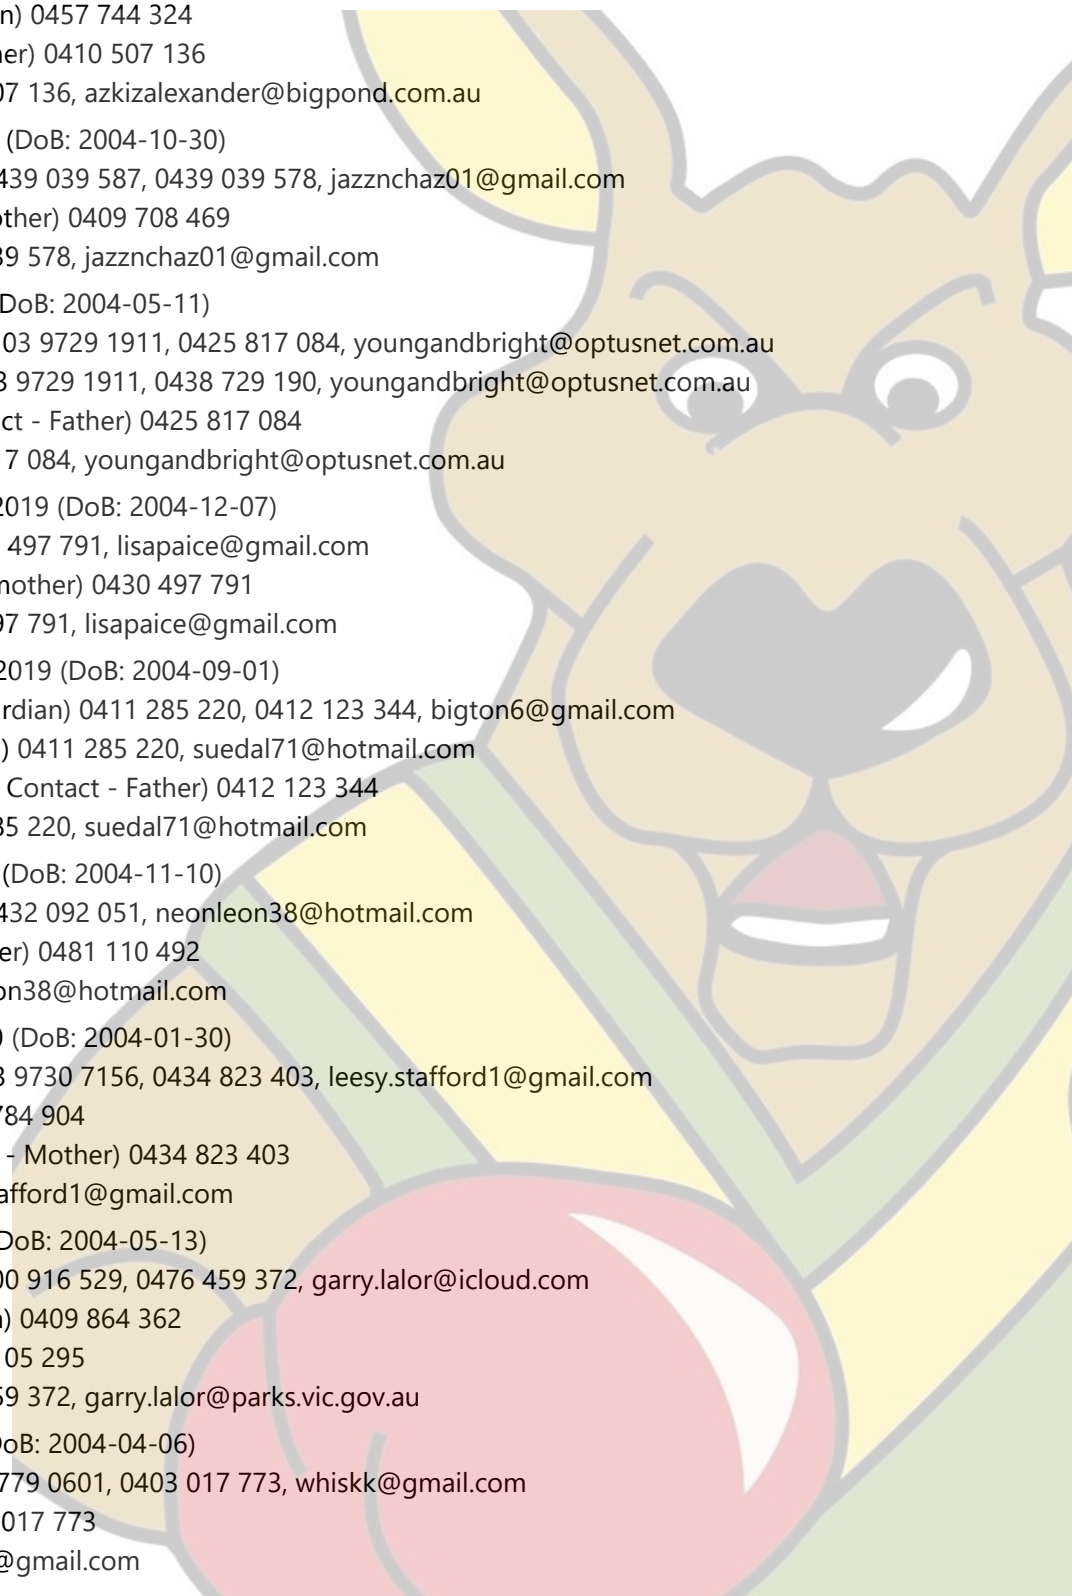 n) 0457 744 324
er) 0410 507 136
07 136, azkizalexander@bigpond.com.au
(DoB: 2004-10-30)
439 039 587, 0439 039 578, jazznchaz01@gmail.com
other) 0409 708 469
39 578, jazznchaz01@gmail.com
DoB: 2004-05-11)
03 9729 1911, 0425 817 084, youngandbright@optusnet.com.au
3 9729 1911, 0438 729 190, youngandbright@optusnet.com.au
ct - Father) 0425 817 084
17 084, youngandbright@optusnet.com.au
2019 (DoB: 2004-12-07)
497 791, lisapaice@gmail.com
mother) 0430 497 791
97 791, lisapaice@gmail.com
2019 (DoB: 2004-09-01)
rdian) 0411 285 220, 0412 123 344, bigton6@gmail.com
) 0411 285 220, suedal71@hotmail.com
Contact - Father) 0412 123 344
85 220, suedal71@hotmail.com
(DoB: 2004-11-10)
432 092 051, neonleon38@hotmail.com
er) 0481 110 492
on38@hotmail.com
(DoB: 2004-01-30)
3 9730 7156, 0434 823 403, leesy.stafford1@gmail.com
784 904
- Mother) 0434 823 403
afford1@gmail.com
DoB: 2004-05-13)
00 916 529, 0476 459 372, garry.lalor@icloud.com
) 0409 864 362
105 295
59 372, garry.lalor@parks.vic.gov.au
oB: 2004-04-06)
779 0601, 0403 017 773, whiskk@gmail.com
017 773
@gmail.com